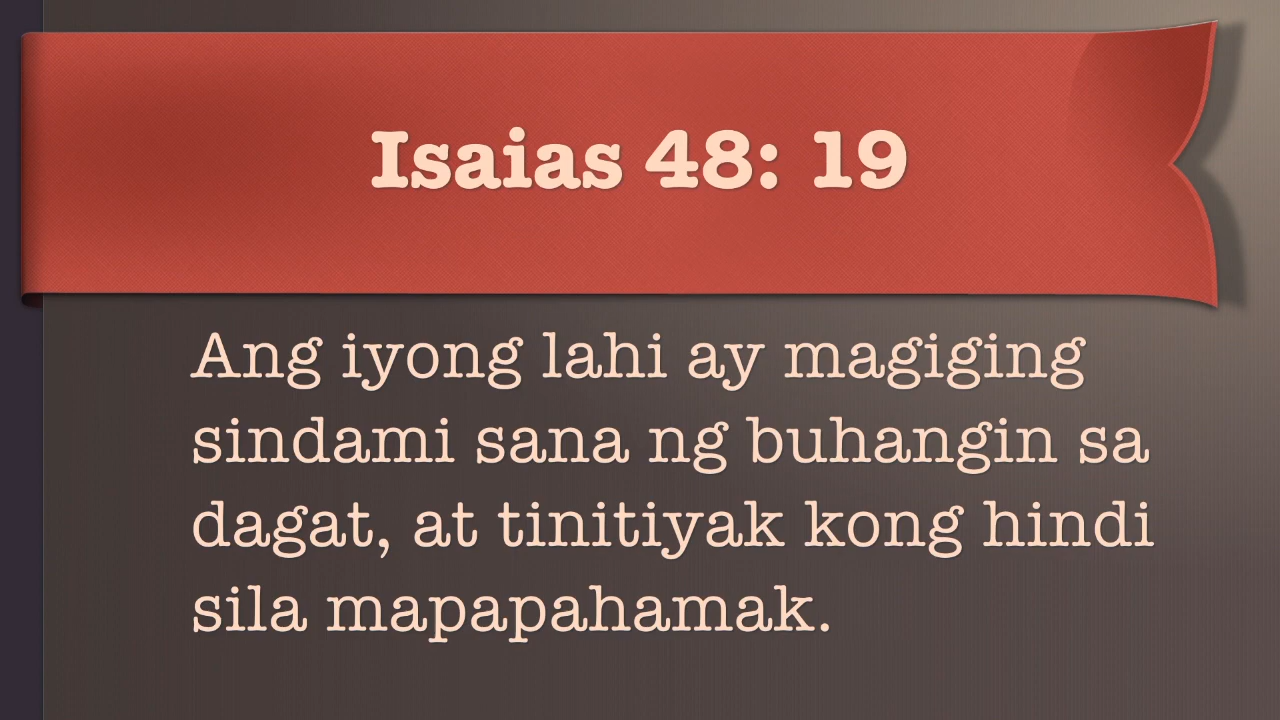 Isaias 48: 19
Ang iyong lahi ay magiging
sindami sana ng buhangin sa
dagat, at tinitiyak kong hindi
sila mapapahamak.